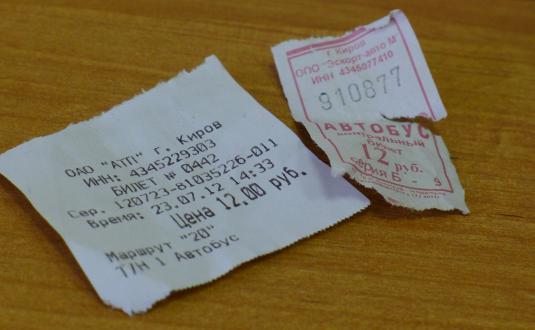 ОАО "АТП" г. Киров
ИНН: 4345229303
БИЛЕТ № 0442
Сер. 120723-81035226-011
Время: 23.07.12 14:33
Цена 12,00 руб.
Маршрут "20"
Т/Н 1 Автобус
г. Киров
ООО "Эскорт-авто М
ИНН 4345077410
910877
АВТОБУС
билет
12 руб.
серия Б - 9